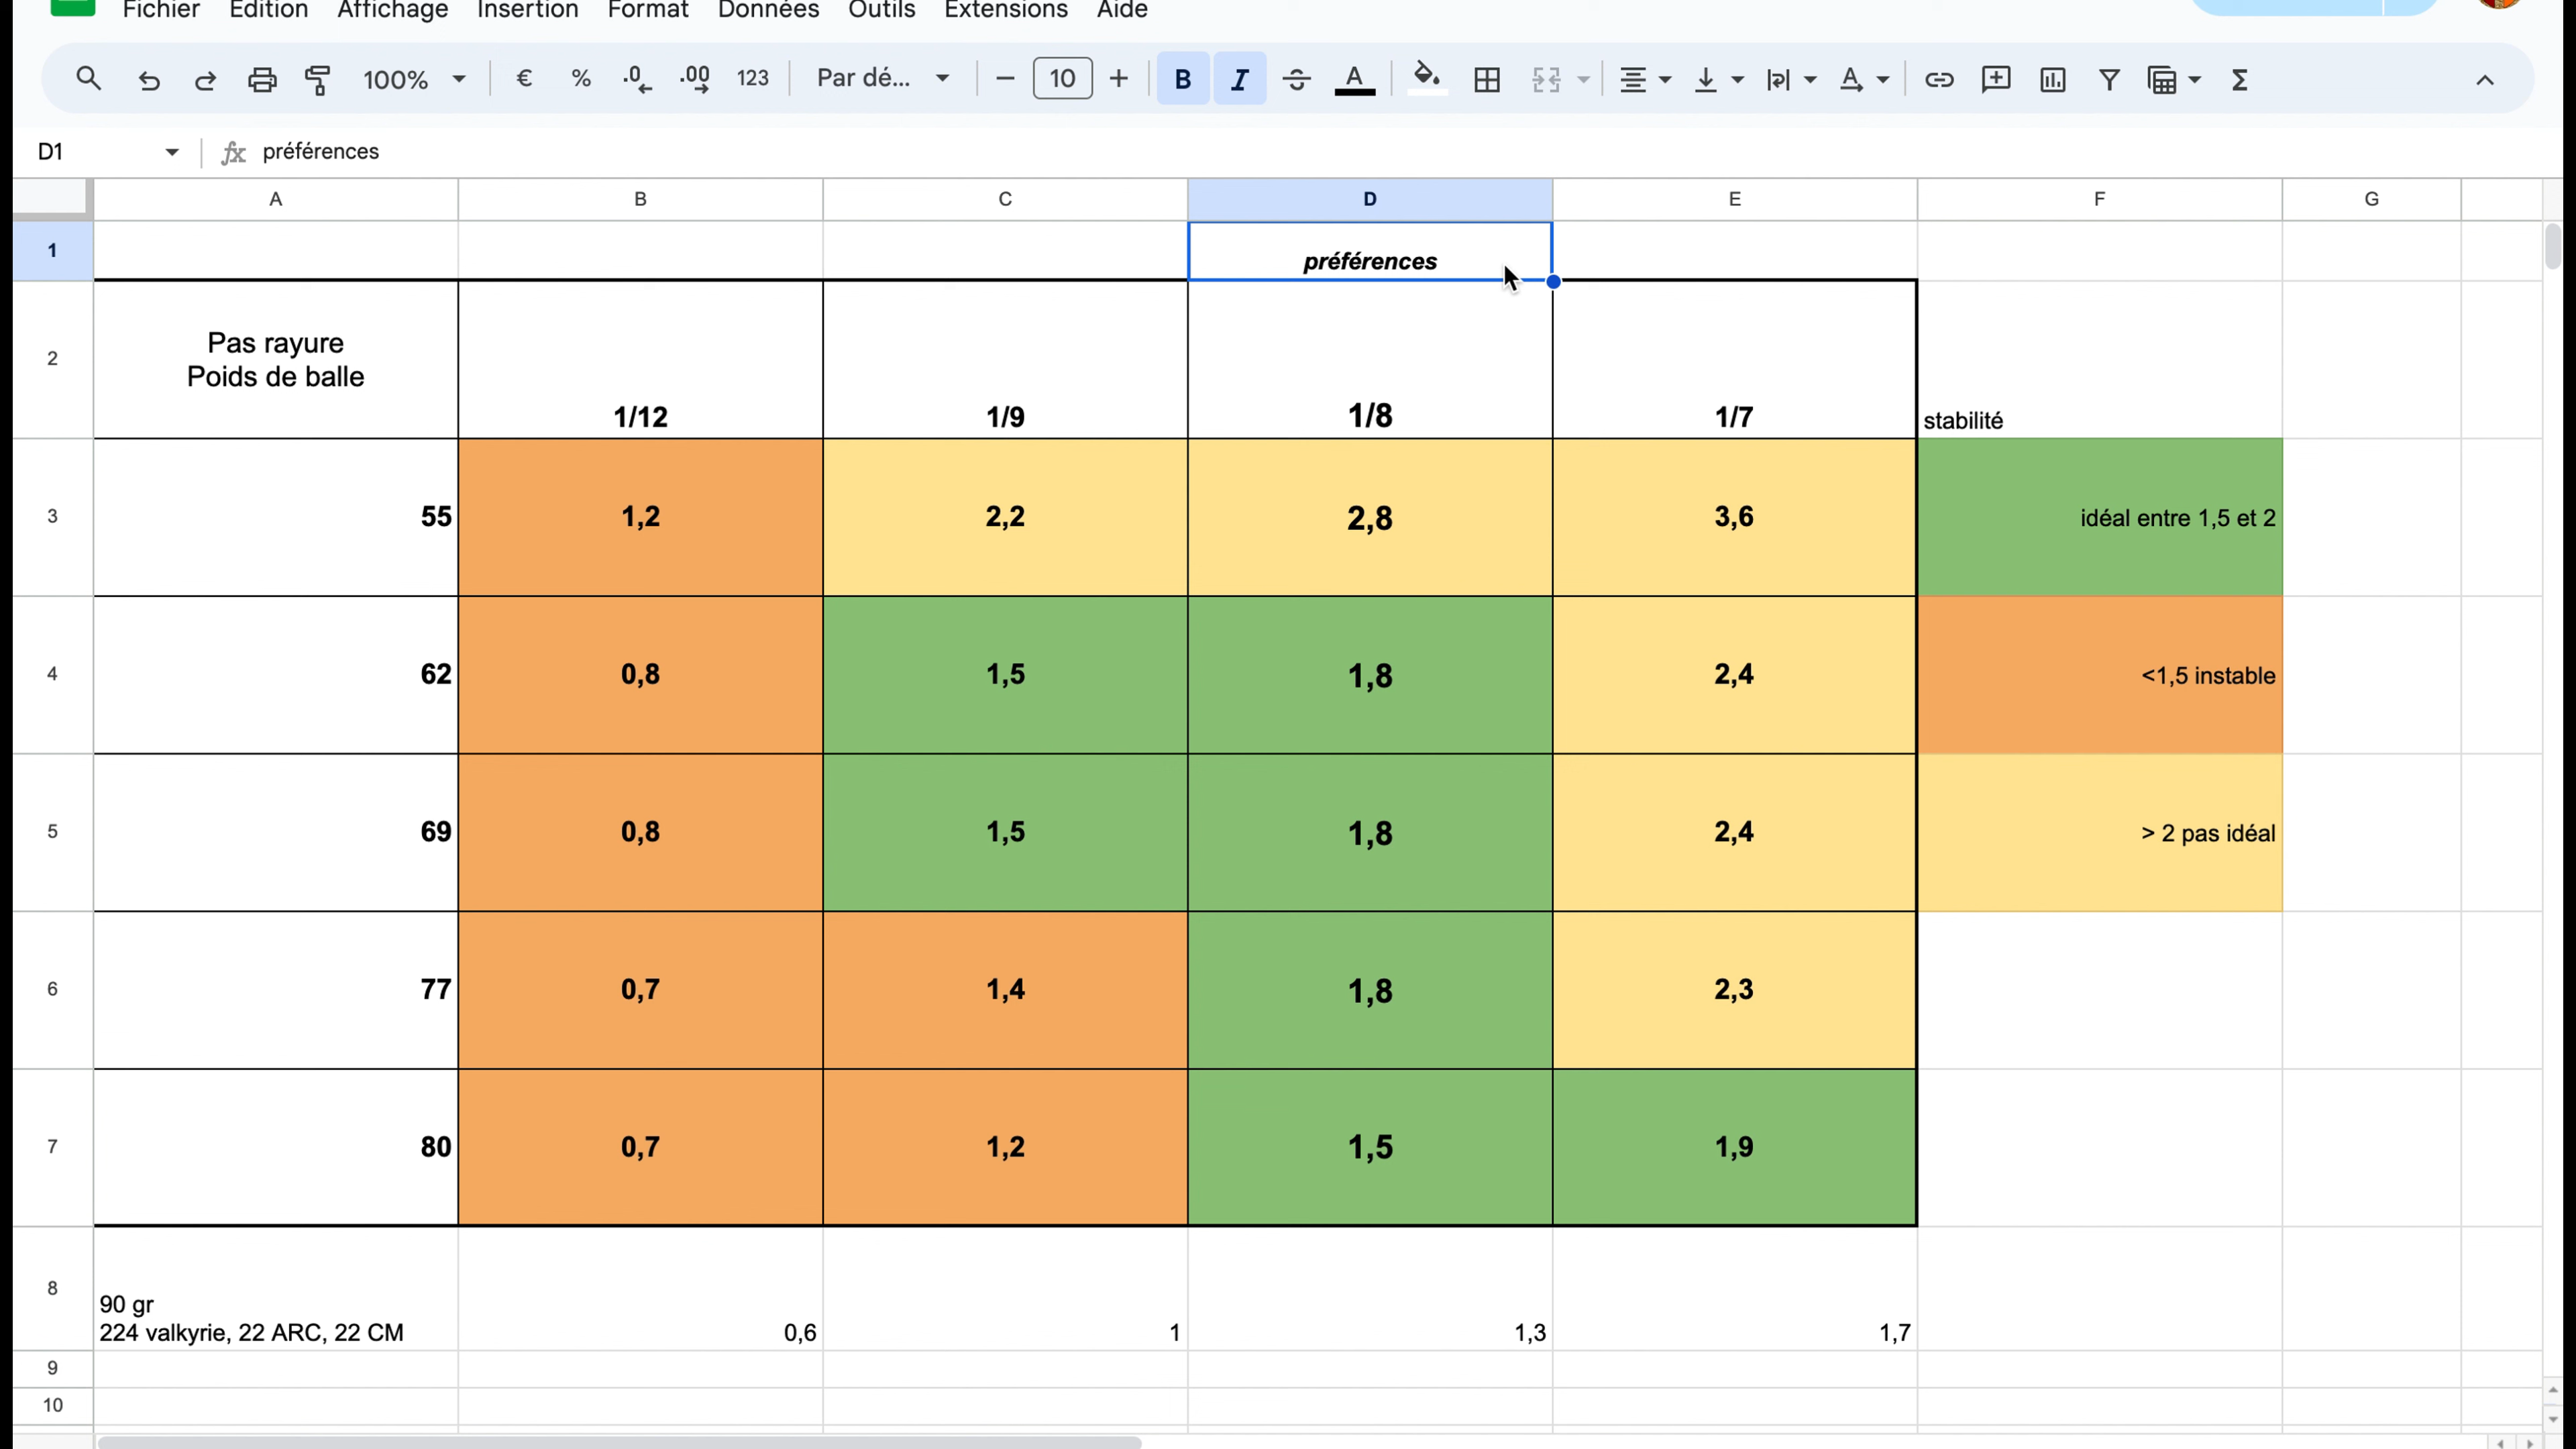 Fichier Edition Affichage Insertion Format Données Outils Extensions Aide
100% € % .0 .00 123 Par dé... 10 B I A Σ
D1 fx préférences
A B C D E F G
1 préférences
2 Pas rayure
Poids de balle
1/12 1/9 1/8 1/7 stabilité
3 55 1,2 2,2 2,8 3,6 idéal entre 1,5 et 2
4 62 0,8 1,5 1,8 2,4 <1,5 instable
5 69 0,8 1,5 1,8 2,4 > 2 pas idéal
6 77 0,7 1,4 1,8 2,3
7 80 0,7 1,2 1,5 1,9
8 90 gr
224 valkyrie, 22 ARC, 22 CM 0,6 1 1,3 1,7
9
10